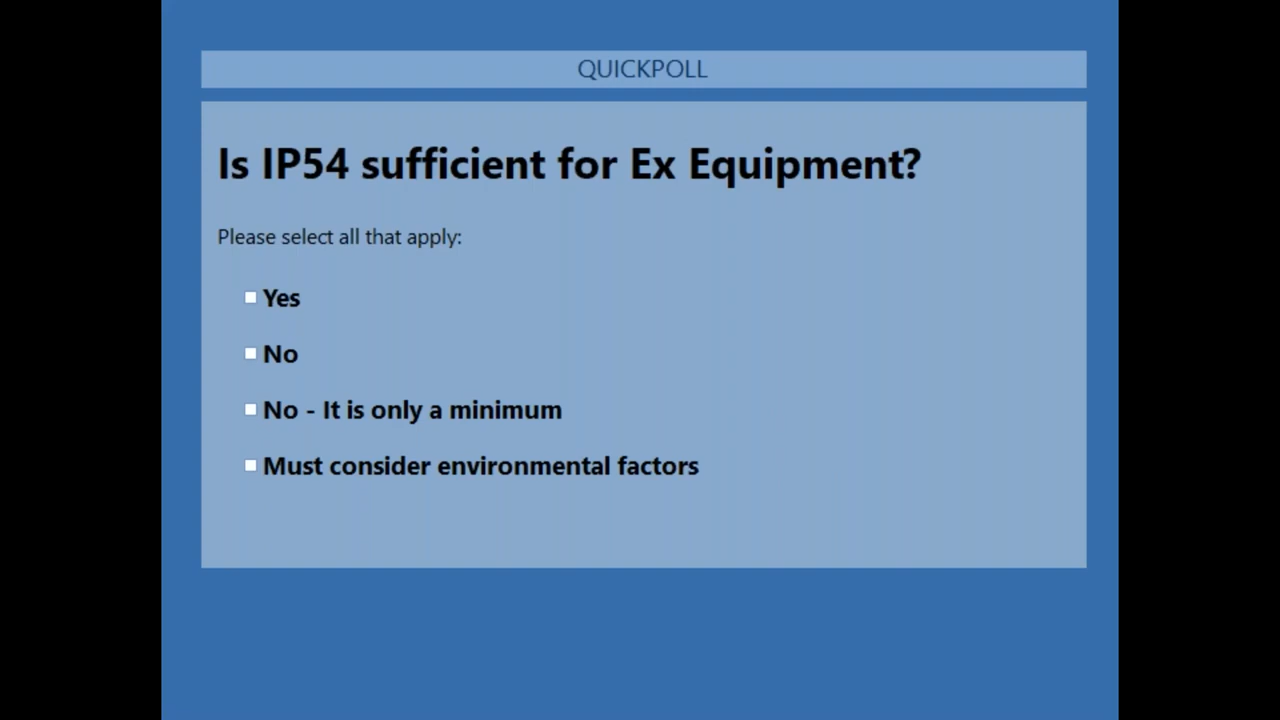 QUICKPOLL
Is IP54 sufficient for Ex Equipment?
Please select all that apply:
Yes
No
No - It is only a minimum
Must consider environmental factors